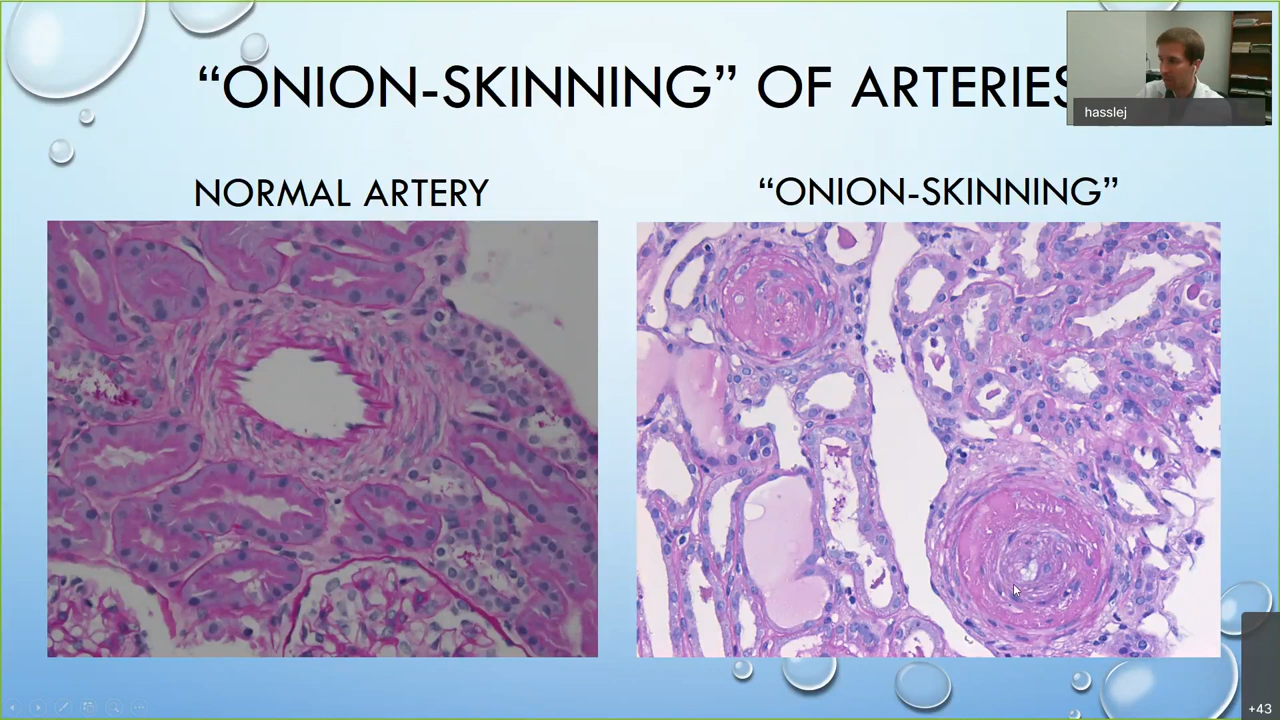 “ONION-SKINNING” OF ARTERIES
hasslej
NORMAL ARTERY
“ONION-SKINNING”
+43